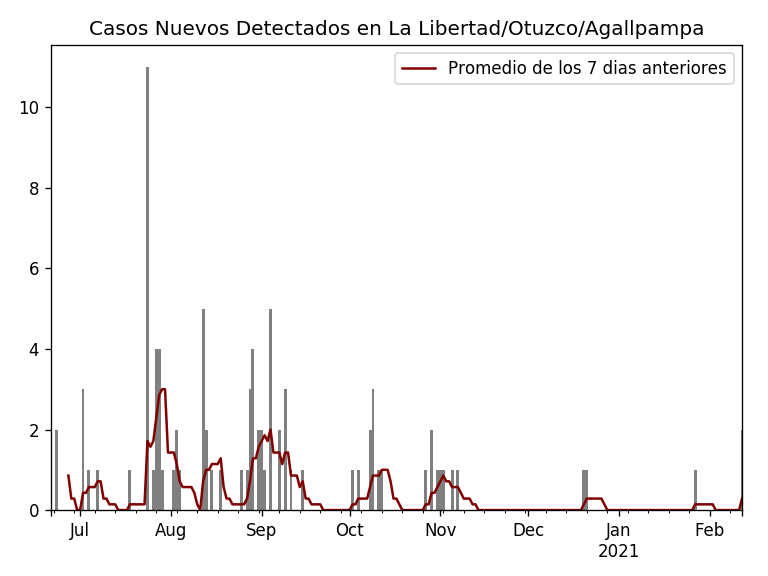 Casos Nuevos Detectados en La Libertad/Otuzco/Agallpampa
Promedio de los 7 dias anteriores
10
8
6
4
2
0
Jul Aug Sep Oct Nov Dec Jan Feb
2021